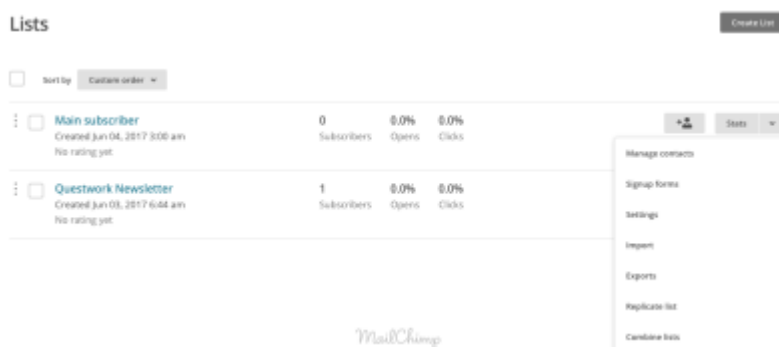 Lists
Create List
Sort by Custom order
Main subscriber
0 0.0% 0.0%
Stats
Created Jun 04, 2017 3:00 am
Subscribers Opens Clicks
No rating yet
Manage contacts
Signup forms
Questwork Newsletter
1 0.0% 0.0%
Created Jun 03, 2017 6:44 am
Subscribers Opens Clicks
No rating yet
Settings
Import
Exports
Replicate list
Combine lists
MailChimp